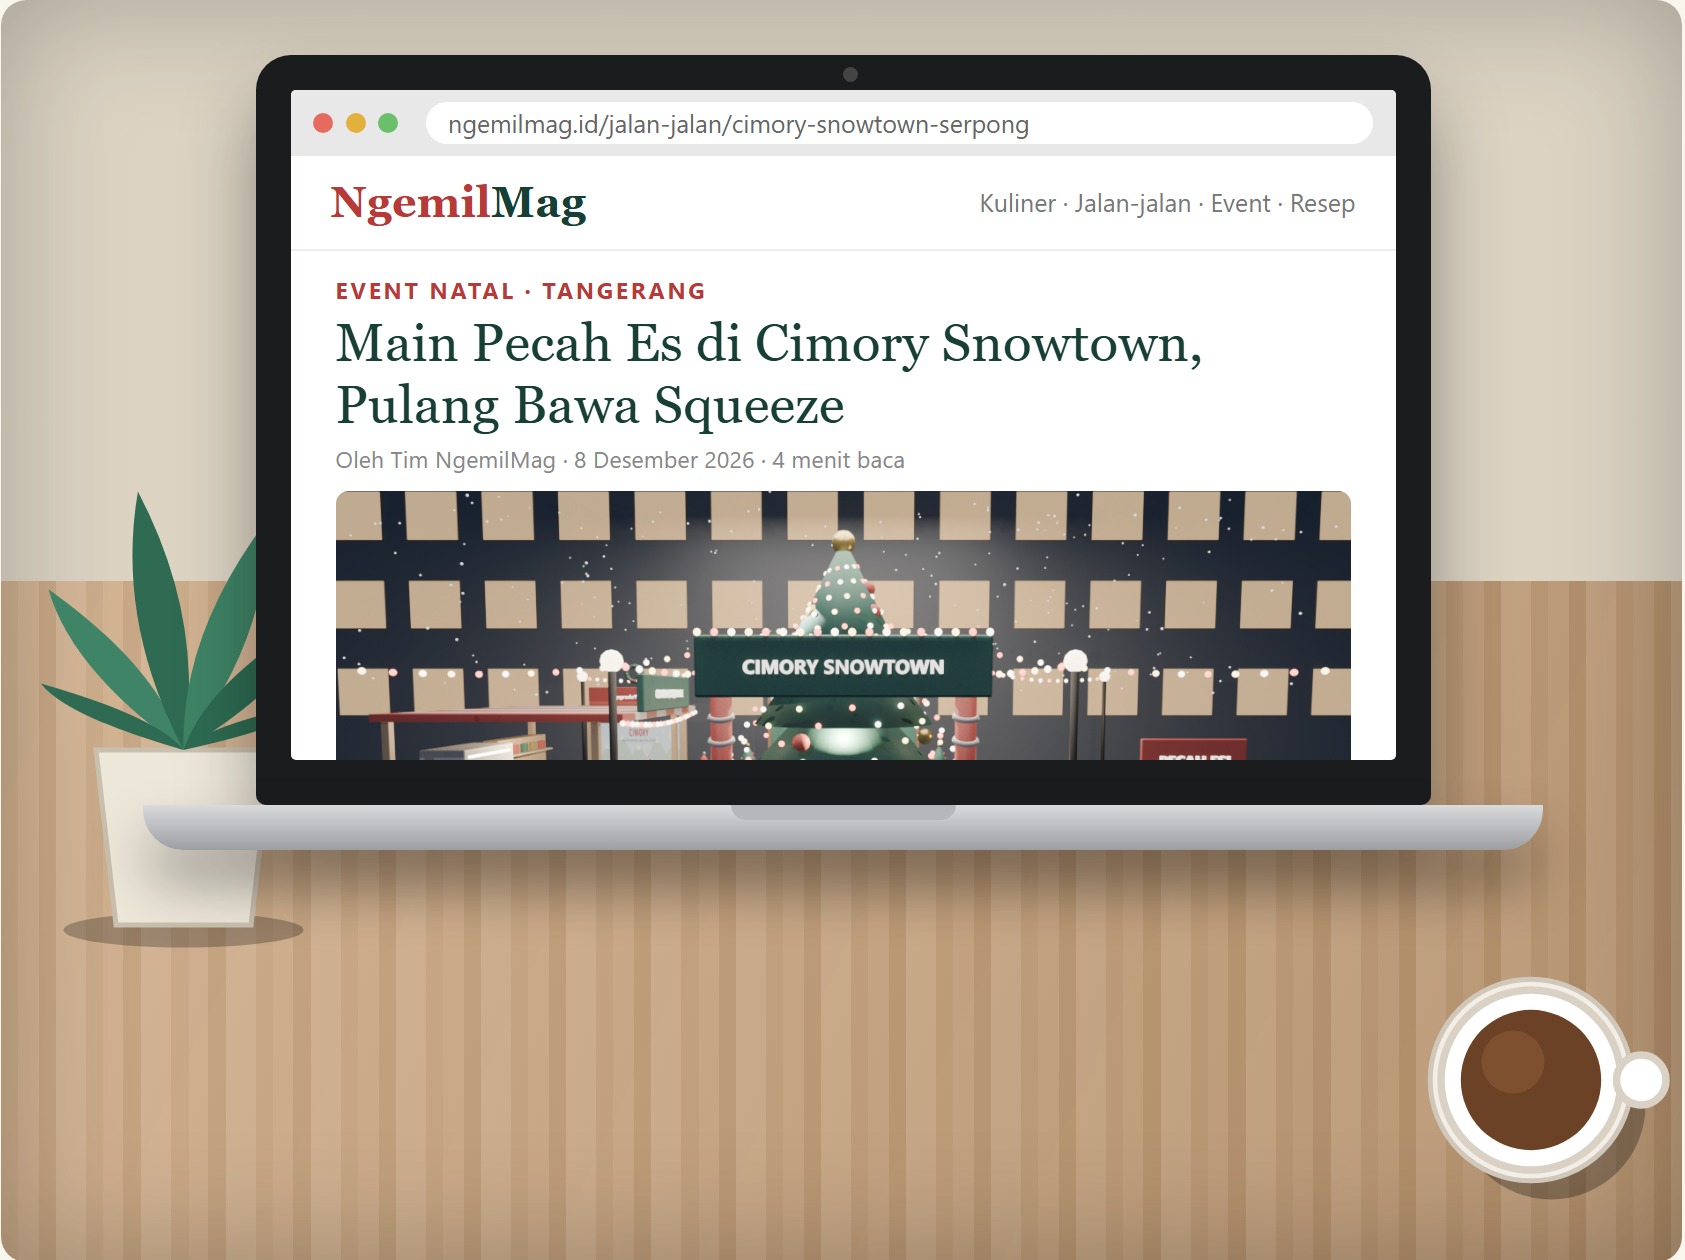 ngemilmag.id/jalan-jalan/cimory-snowtown-serpong
NgemilMag
Kuliner · Jalan-jalan · Event · Resep
EVENT NATAL · TANGERANG
Main Pecah Es di Cimory Snowtown,
Pulang Bawa Squeeze
Oleh Tim NgemilMag · 8 Desember 2026 · 4 menit baca
CIMORY SNOWTOWN
CIMORY